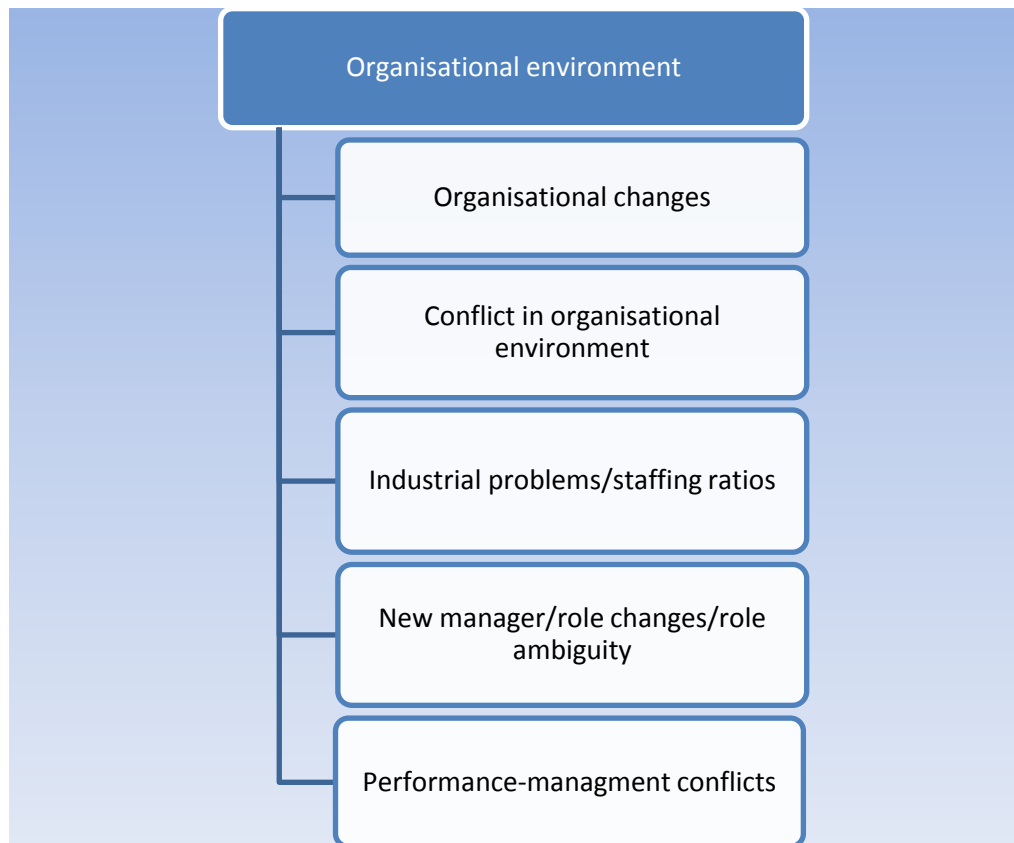 Organisational environment
Organisational changes
Conflict in organisational
environment
Industrial problems/staffing ratios
New manager/role changes/role
ambiguity
Performance-managment conflicts